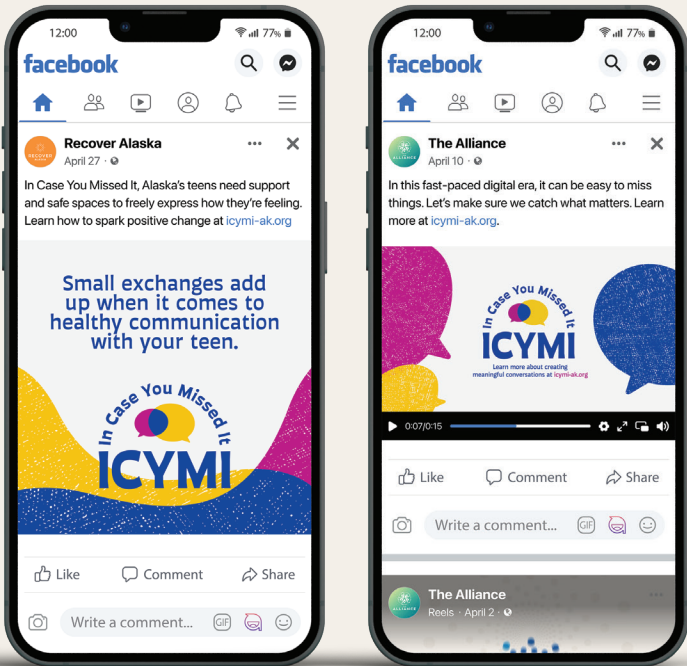 12:00
77%
facebook
Recover Alaska
April 27 ·
RECOVER
In Case You Missed It, Alaska's teens need support
and safe spaces to freely express how they're feeling.
Learn how to spark positive change at icymi-ak.org
Small exchanges add
up when it comes to
healthy communication
with your teen.
In Case You Missed It
ICYMI
Like
Comment
Share
Write a comment...
GIF
12:00
77%
facebook
The Alliance
April 10 ·
ALLIANCE
In this fast-paced digital era, it can be easy to miss
things. Let's make sure we catch what matters. Learn
more at icymi-ak.org.
In Case You Missed It
ICYMI
Learn more about creating
meaningful conversations at icymi-ak.org
0:07/0:15
Like
Comment
Share
Write a comment...
GIF
The Alliance
Reels · April 2 ·
ALLIANCE